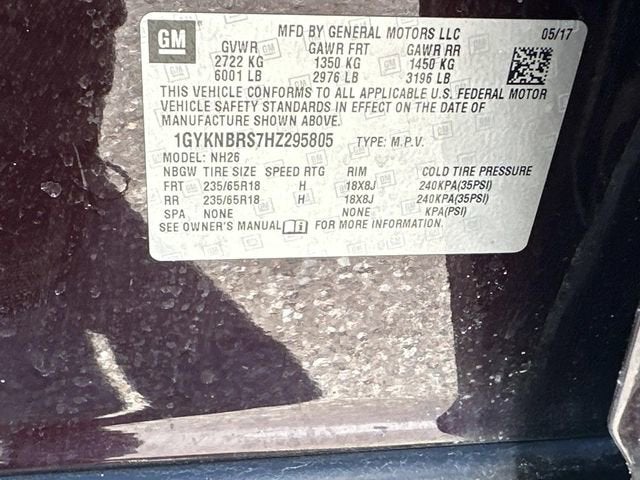 GM
MFD BY GENERAL MOTORS LLC 05/17
GVWR GAWR FRT GAWR RR
2722 KG 1350 KG 1450 KG
6001 LB 2976 LB 3196 LB
THIS VEHICLE CONFORMS TO ALL APPLICABLE U.S. FEDERAL MOTOR
VEHICLE SAFETY STANDARDS IN EFFECT ON THE DATE OF
MANUFACTURE SHOWN ABOVE.
1GYKNBRS7HZ295805 TYPE: M.P.V.
MODEL: NH26
NBGW TIRE SIZE SPEED RTG RIM COLD TIRE PRESSURE
FRT 235/65R18 H 18X8J 240KPA(35PSI)
RR 235/65R18 H 18X8J 240KPA(35PSI)
SPA NONE NONE KPA(PSI)
SEE OWNER'S MANUAL FOR MORE INFORMATION.